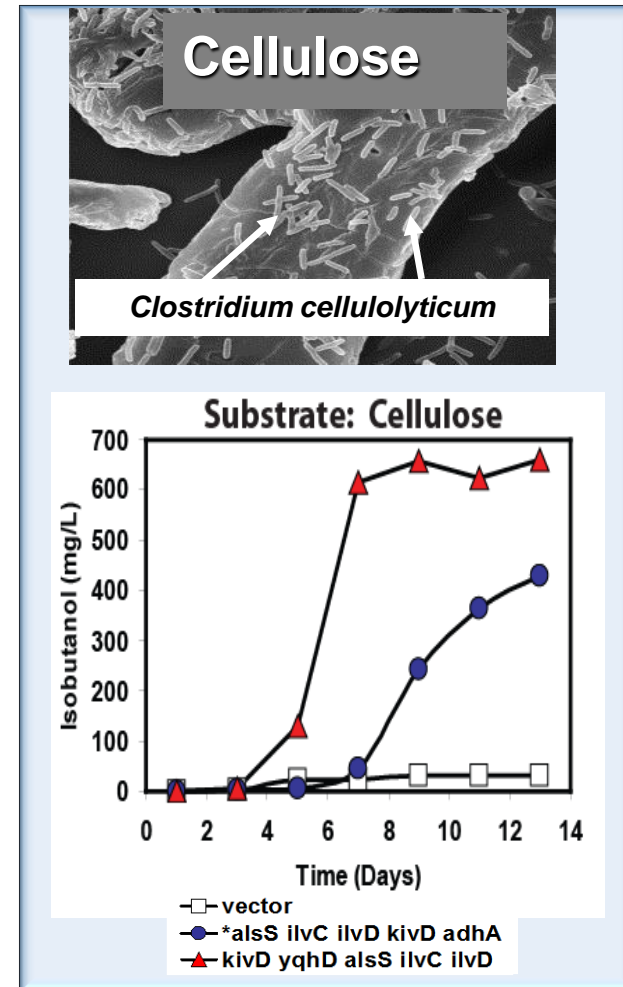 Cellulose
Clostridium cellulolyticum
Substrate: Cellulose
700
600
500
400
300
200
100
0
Isobutanol (mg/L)
0 2 4 6 8 10 12 14
Time (Days)
vector
*alsS ilvC ilvD kivD adhA
kivD yqhD alsS ilvC ilvD